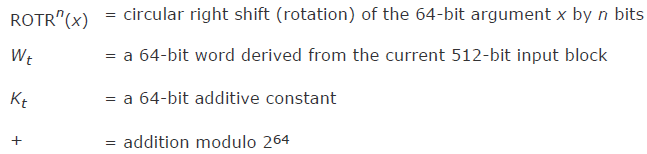 ROTRⁿ(x) = circular right shift (rotation) of the 64-bit argument x by n bits
Wₜ = a 64-bit word derived from the current 512-bit input block
Kₜ = a 64-bit additive constant
+ = addition modulo 2⁶⁴